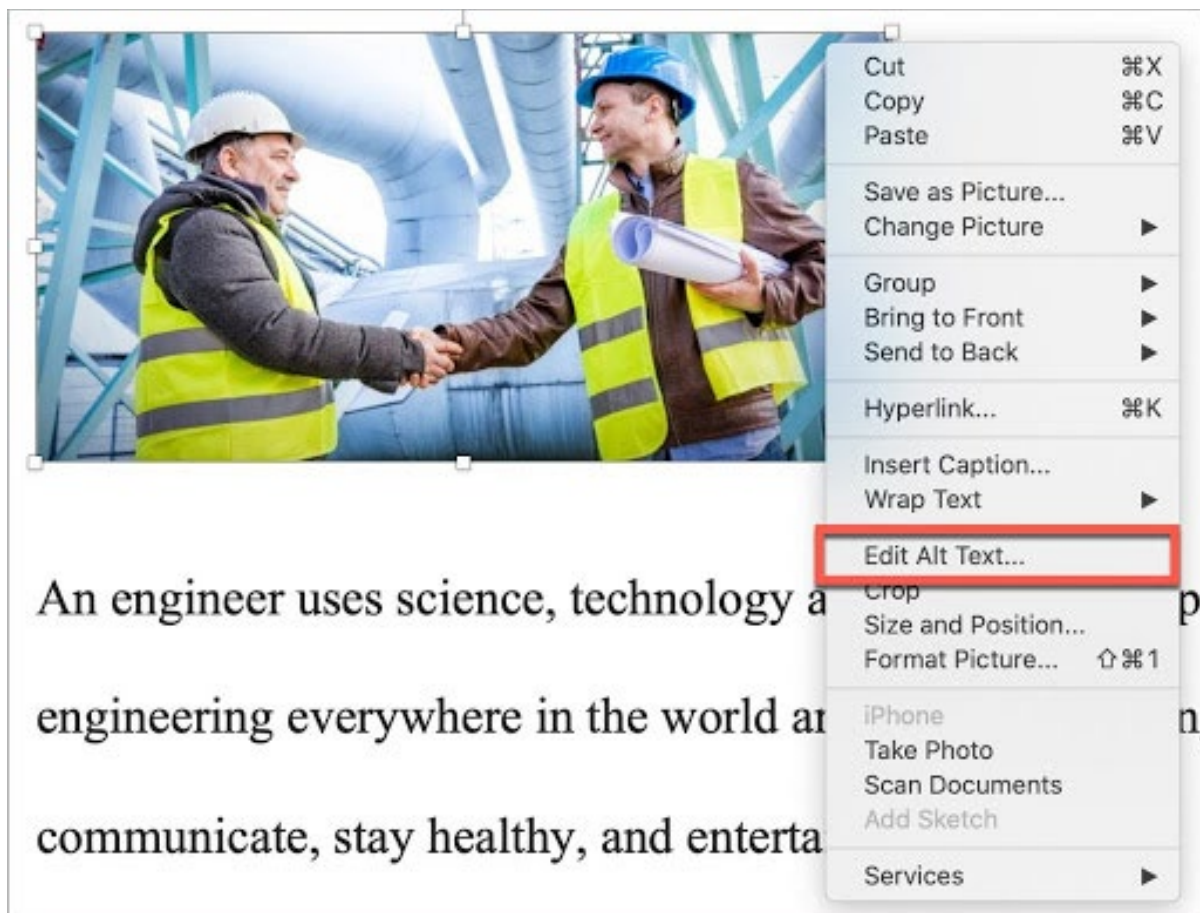 Cut ⌘X
Copy ⌘C
Paste ⌘V
Save as Picture...
Change Picture ▶
Group ▶
Bring to Front ▶
Send to Back ▶
Hyperlink... ⌘K
Insert Caption...
Wrap Text ▶
Edit Alt Text...
Crop
Size and Position...
Format Picture... ⇧⌘1
iPhone
Take Photo
Scan Documents
Add Sketch
Services ▶
An engineer uses science, technology
engineering everywhere in the world
communicate, stay healthy, and